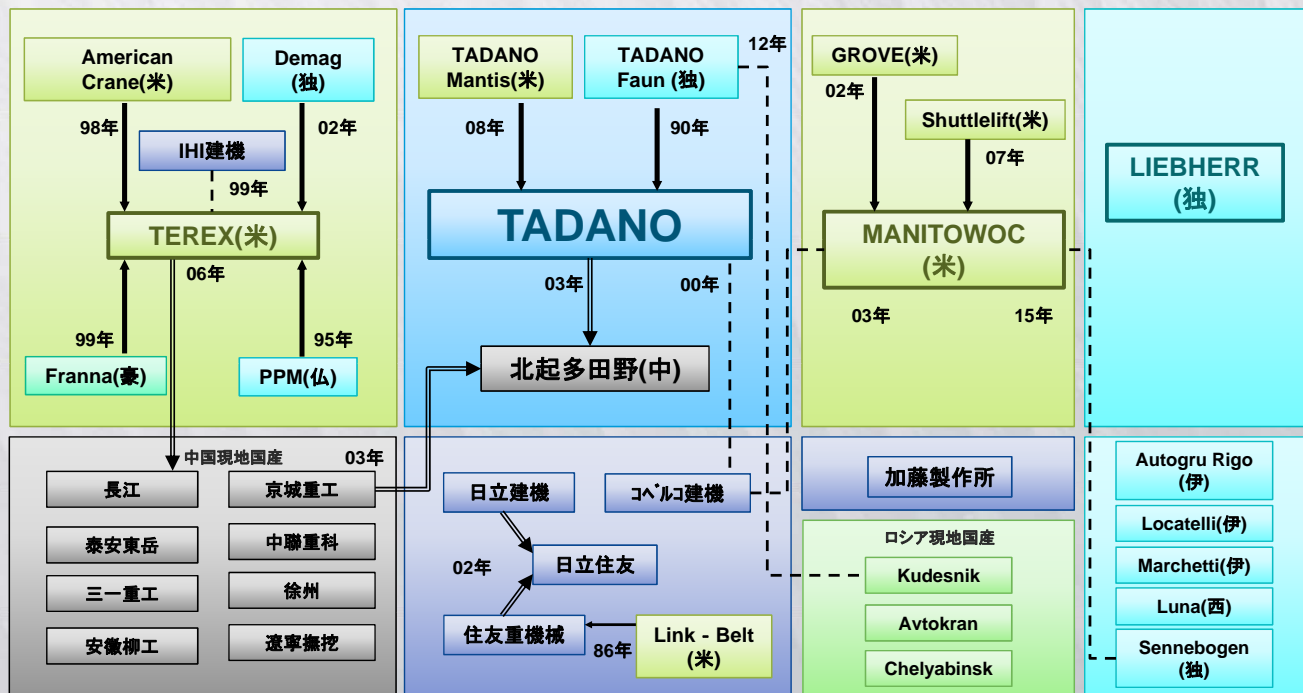 American
Crane(米)
Demag
(独)
98年
02年
IHI建機
99年
TEREX(米)
06年
99年
95年
Franna(豪)
PPM(仏)
TADANO
Mantis(米)
TADANO
Faun (独)
12年
08年
90年
TADANO
03年
00年
北起多田野(中)
GROVE(米)
02年
Shuttlelift(米)
07年
MANITOWOC
(米)
03年
15年
LIEBHERR
(独)
中国現地国産
03年
長江
京城重工
泰安東岳
中聯重科
三一重工
徐州
安徽柳工
遼寧撫挖
日立建機
コベルコ建機
02年
日立住友
住友重機械
86年
Link - Belt
(米)
加藤製作所
ロシア現地国産
Kudesnik
Avtokran
Chelyabinsk
Autogru Rigo
(伊)
Locatelli(伊)
Marchetti(伊)
Luna(西)
Sennebogen
(独)